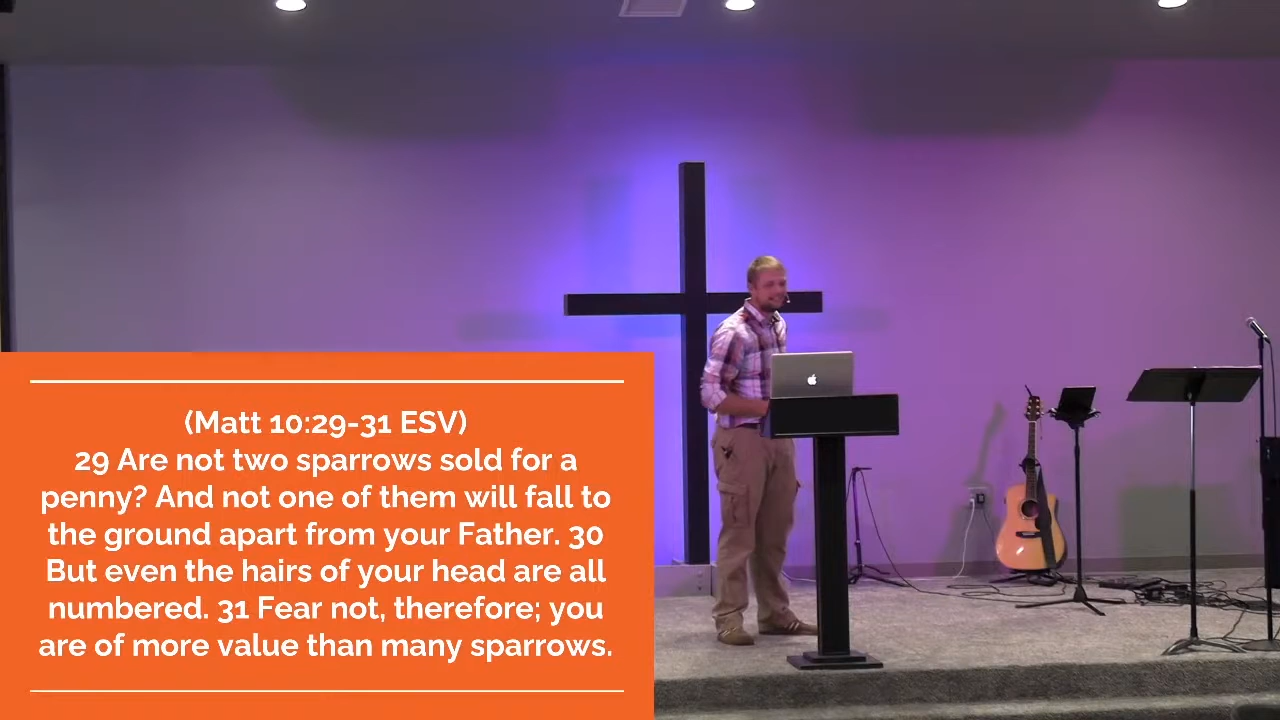 (Matt 10:29-31 ESV)
29 Are not two sparrows sold for a
penny? And not one of them will fall to
the ground apart from your Father. 30
But even the hairs of your head are all
numbered. 31 Fear not, therefore; you
are of more value than many sparrows.